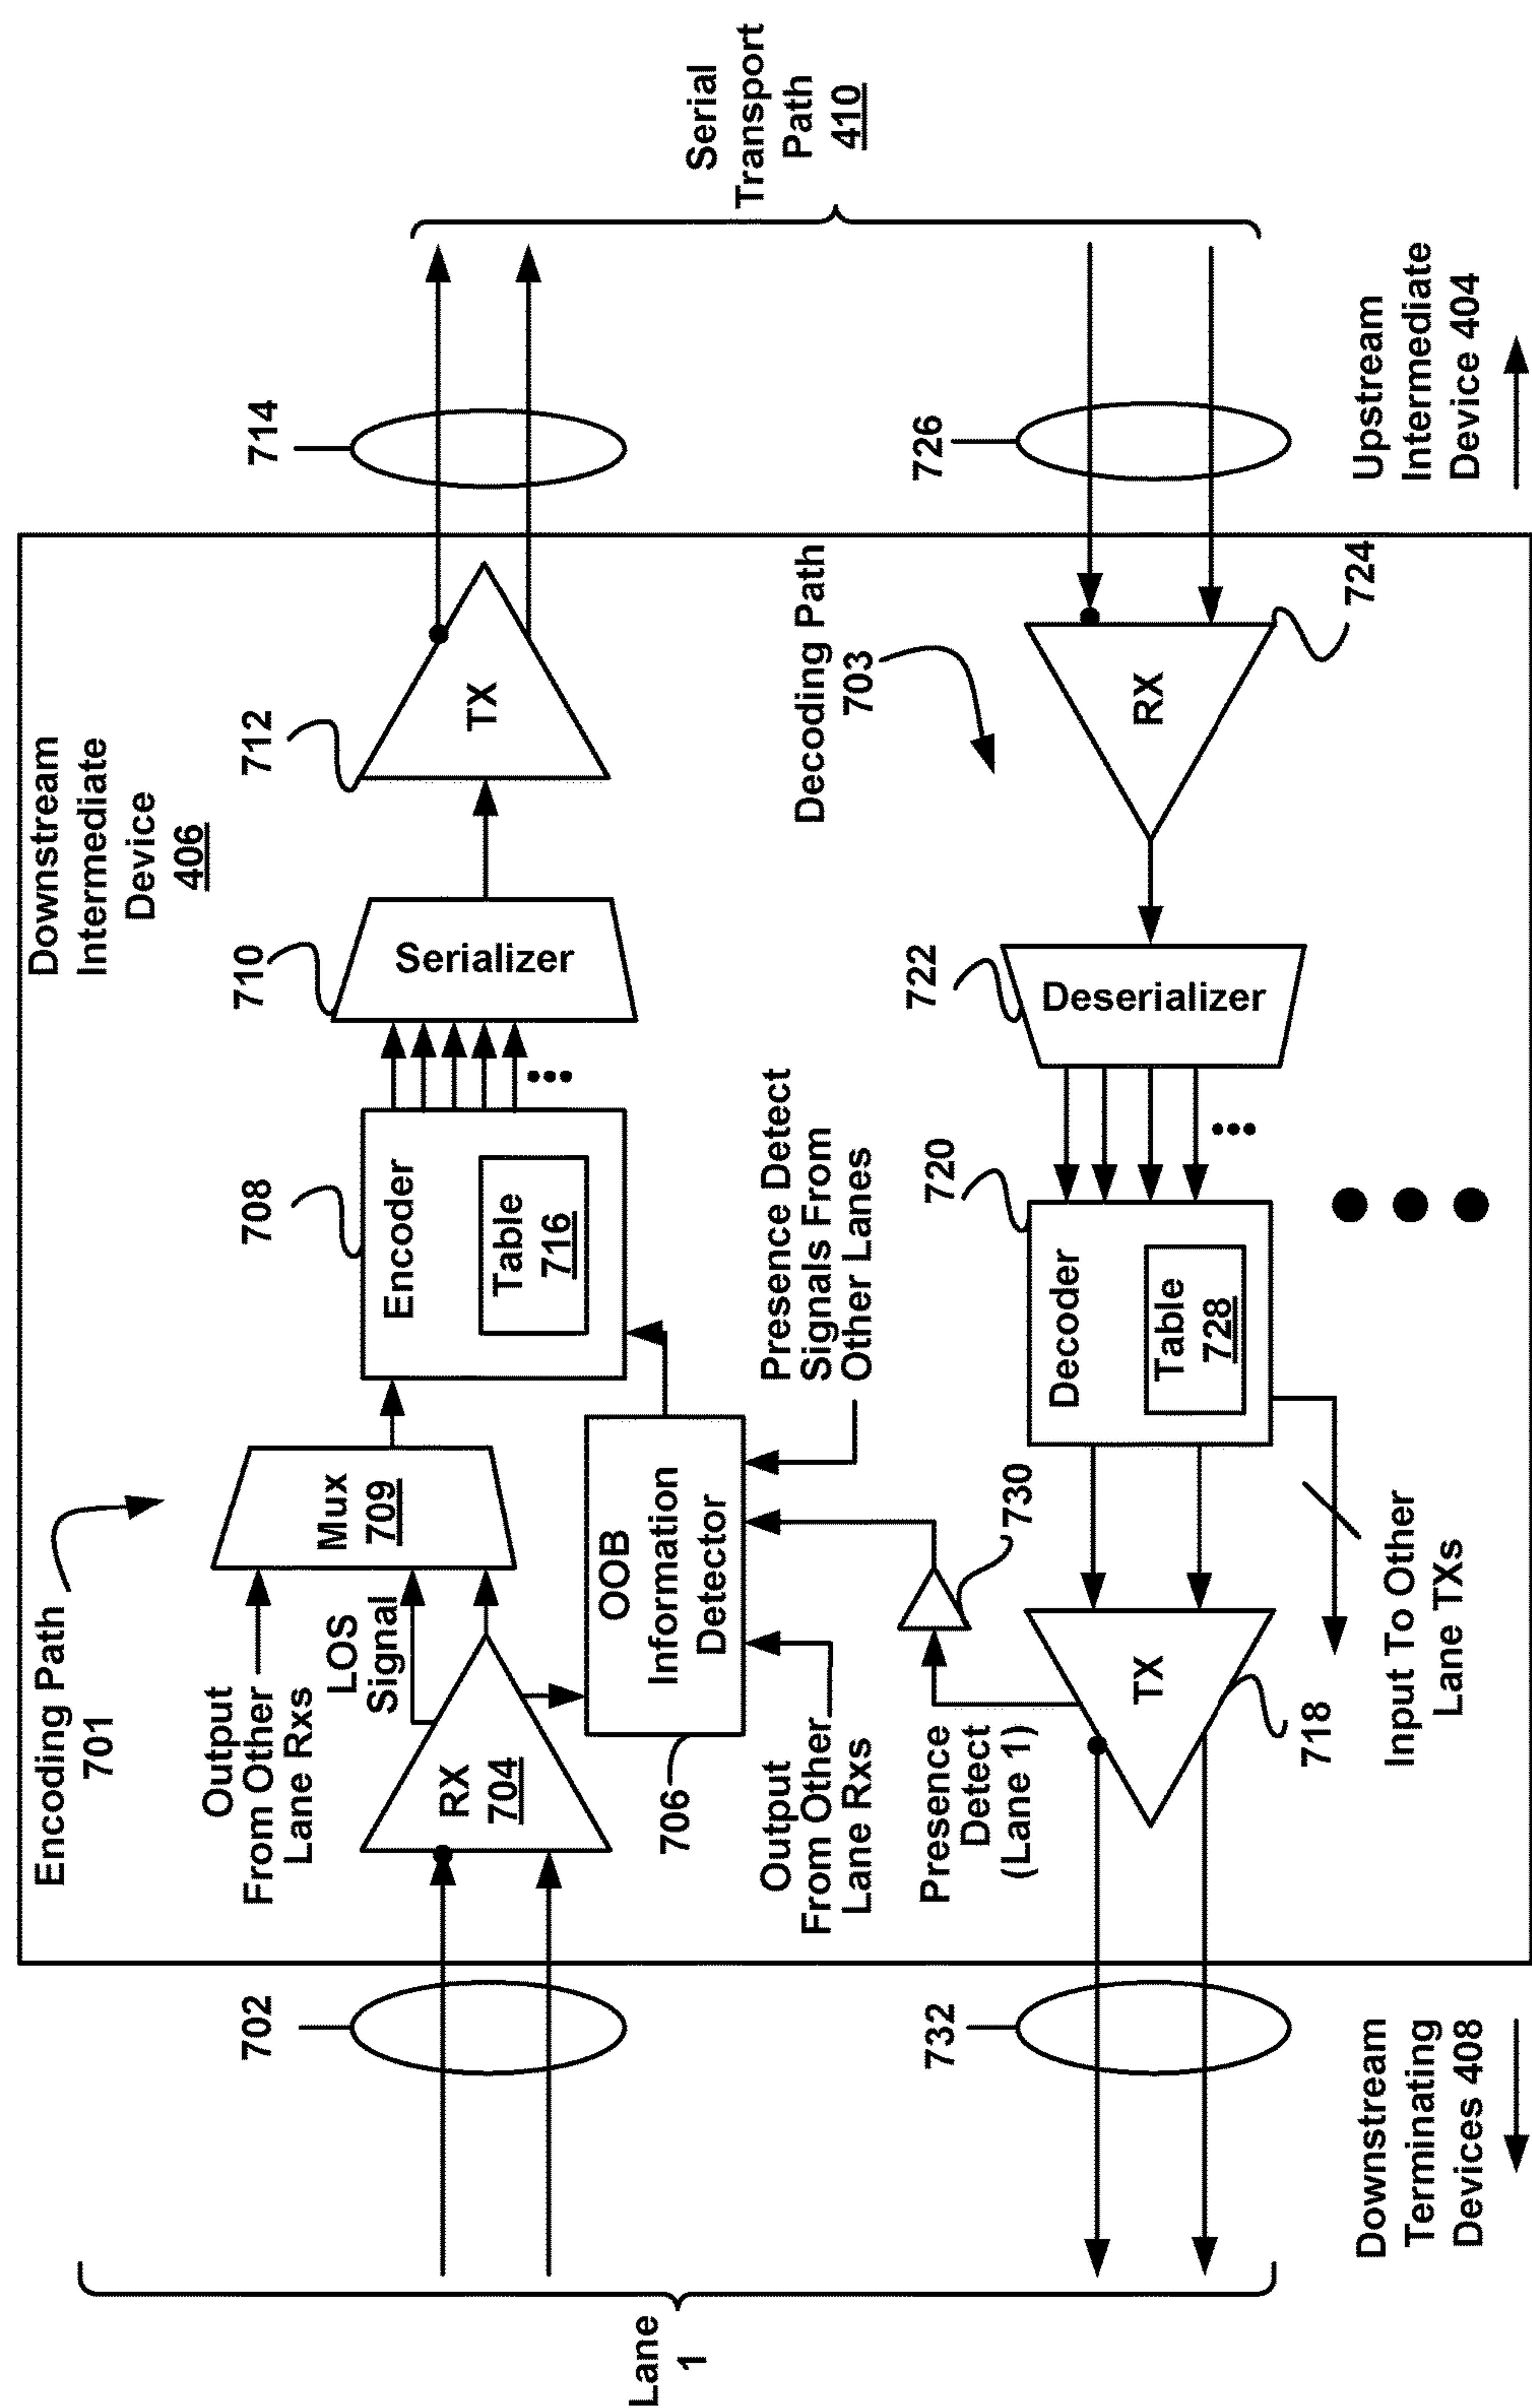 Downstream
Intermediate
Device
406
Encoding Path
701
Output
From Other
Lane Rxs
LOS
Signal
Mux
709
RX
704
702
708
Encoder
Table
716
710
Serializer
712
TX
714
Serial
Transport
Path
410
706
OOB
Information
Detector
Output
From Other
Lane Rxs
Presence Detect
Signals From
Other Lanes
Presence
Detect
(Lane 1)
730
Decoding Path
703
732
TX
718
720
Decoder
Table
728
722
Deserializer
RX
724
726
Input To Other
Lane TXs
Lane
1
Downstream
Terminating
Devices 408
Upstream
Intermediate
Device 404